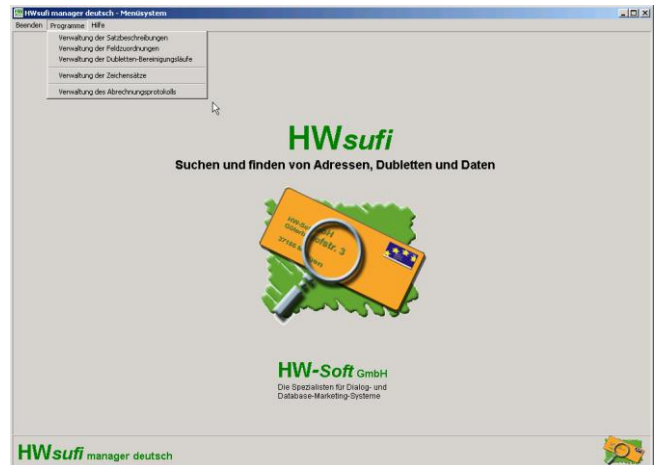 HWsufi manager deutsch - Menüsystem
Beenden Programme Hilfe
Verwaltung der Satzbeschreibungen
Verwaltung der Feldzuordnungen
Verwaltung der Dubletten-Bereinigungsläufe
Verwaltung der Zeichensätze
Verwaltung des Abrechnungsprotokolls
HWsufi
Suchen und finden von Adressen, Dubletten und Daten
HW-Soft GmbH
Die Spezialisten für Dialog- und
Database-Marketing-Systeme
HWsufi manager deutsch